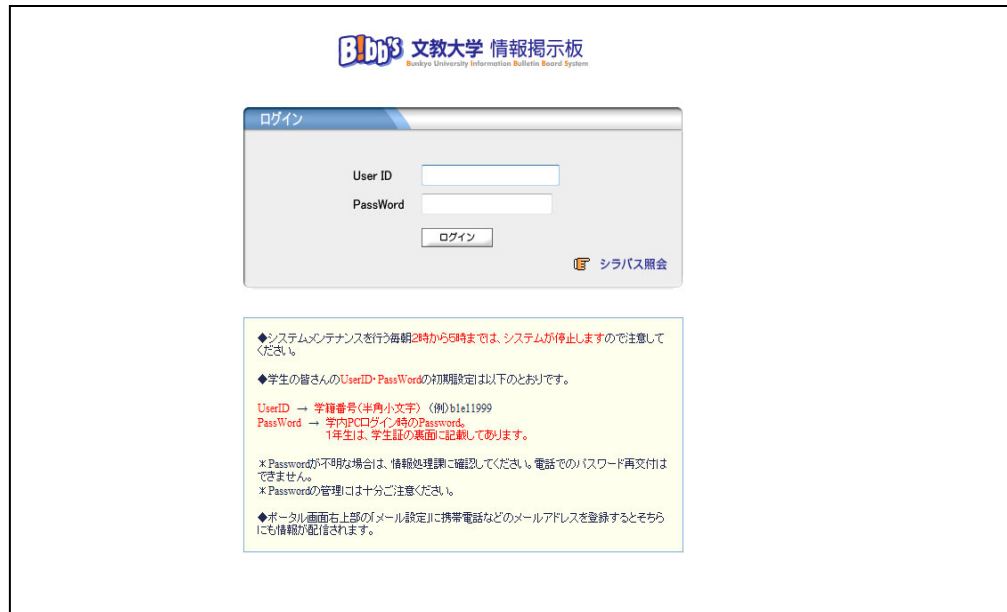 B!bb's 文教大学 情報掲示板
Bunkyo University Information Bulletin Board System
ログイン
User ID
PassWord
ログイン
シラバス照会
◆システムメンテナンスを行う毎朝2時から5時までは、システムが停止しますので注意して
ください。
◆学生の皆さんのUserID・PassWordの初期設定は以下のとおりです。
UserID → 学籍番号(半角小文字) (例)b1e11999
PassWord → 学内PCログイン時のPassword。
1年生は、学生証の裏面に記載してあります。
*Passwordが不明な場合は、情報処理課に確認してください。電話でのパスワード再交付は
できません。
*Passwordの管理には十分ご注意ください。
◆ポータル画面右上部の「メール設定」に携帯電話などのメールアドレスを登録するとそちら
にも情報が配信されます。